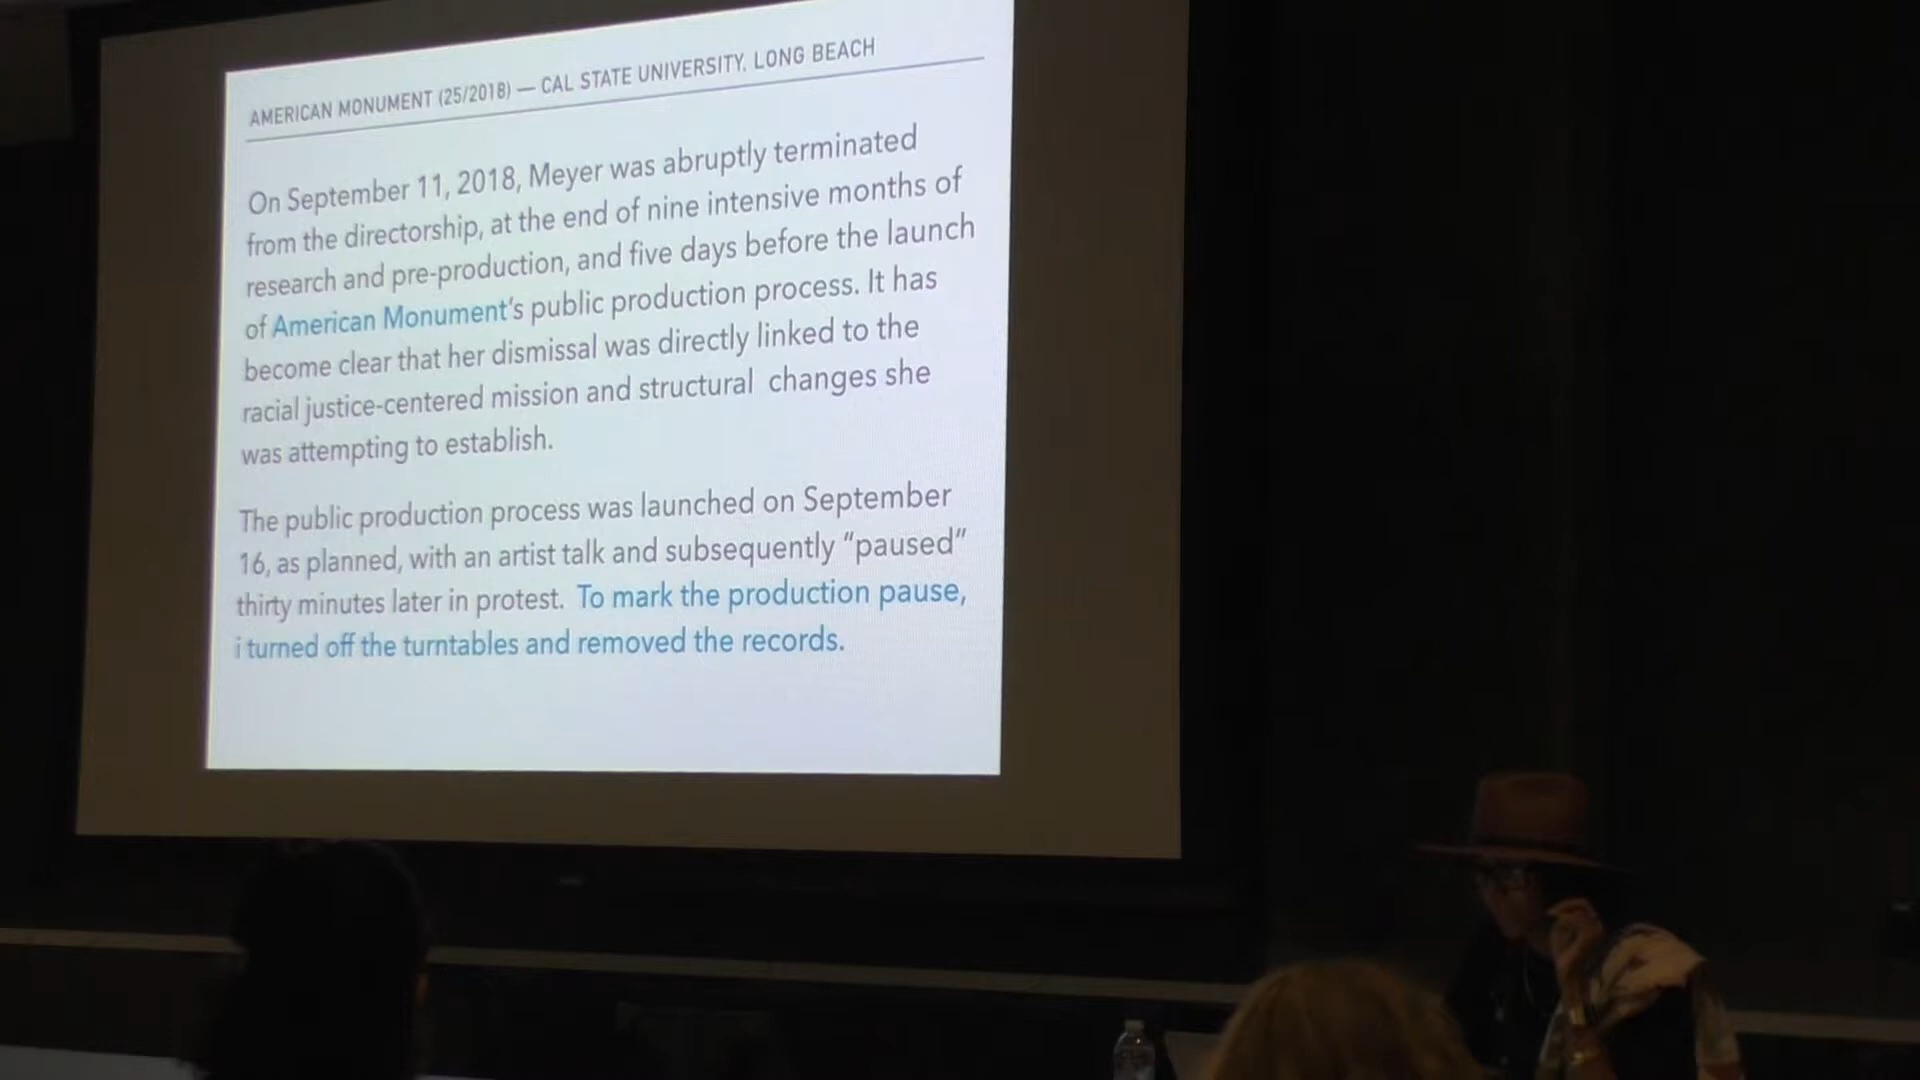 AMERICAN MONUMENT (25/2018) — CAL STATE UNIVERSITY, LONG BEACH
On September 11, 2018, Meyer was abruptly terminated
from the directorship, at the end of nine intensive months of
research and pre-production, and five days before the launch
of American Monument's public production process. It has
become clear that her dismissal was directly linked to the
racial justice-centered mission and structural changes she
was attempting to establish.
The public production process was launched on September
16, as planned, with an artist talk and subsequently “paused”
thirty minutes later in protest. To mark the production pause,
i turned off the turntables and removed the records.